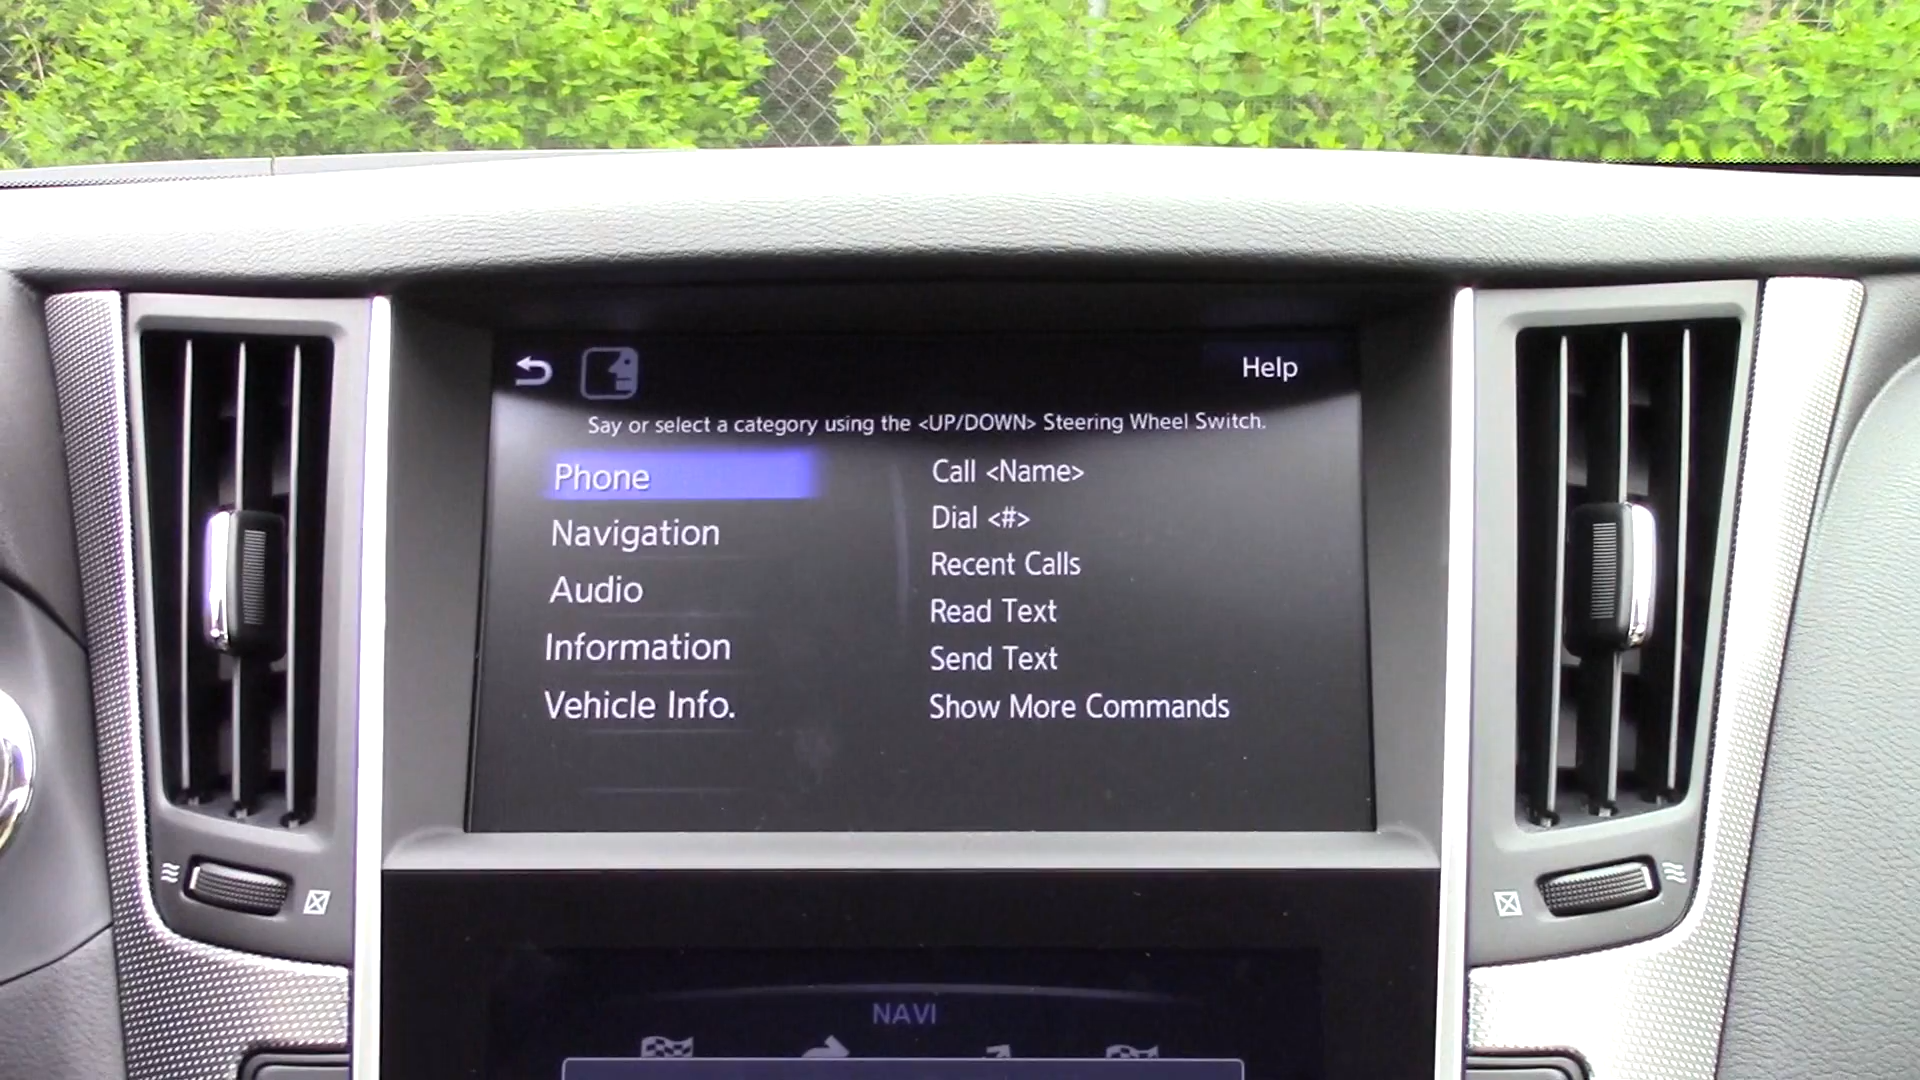 Help
Say or select a category using the <UP/DOWN> Steering Wheel Switch.
Phone
Navigation
Audio
Information
Vehicle Info.
Call <Name>
Dial <#>
Recent Calls
Read Text
Send Text
Show More Commands
NAVI